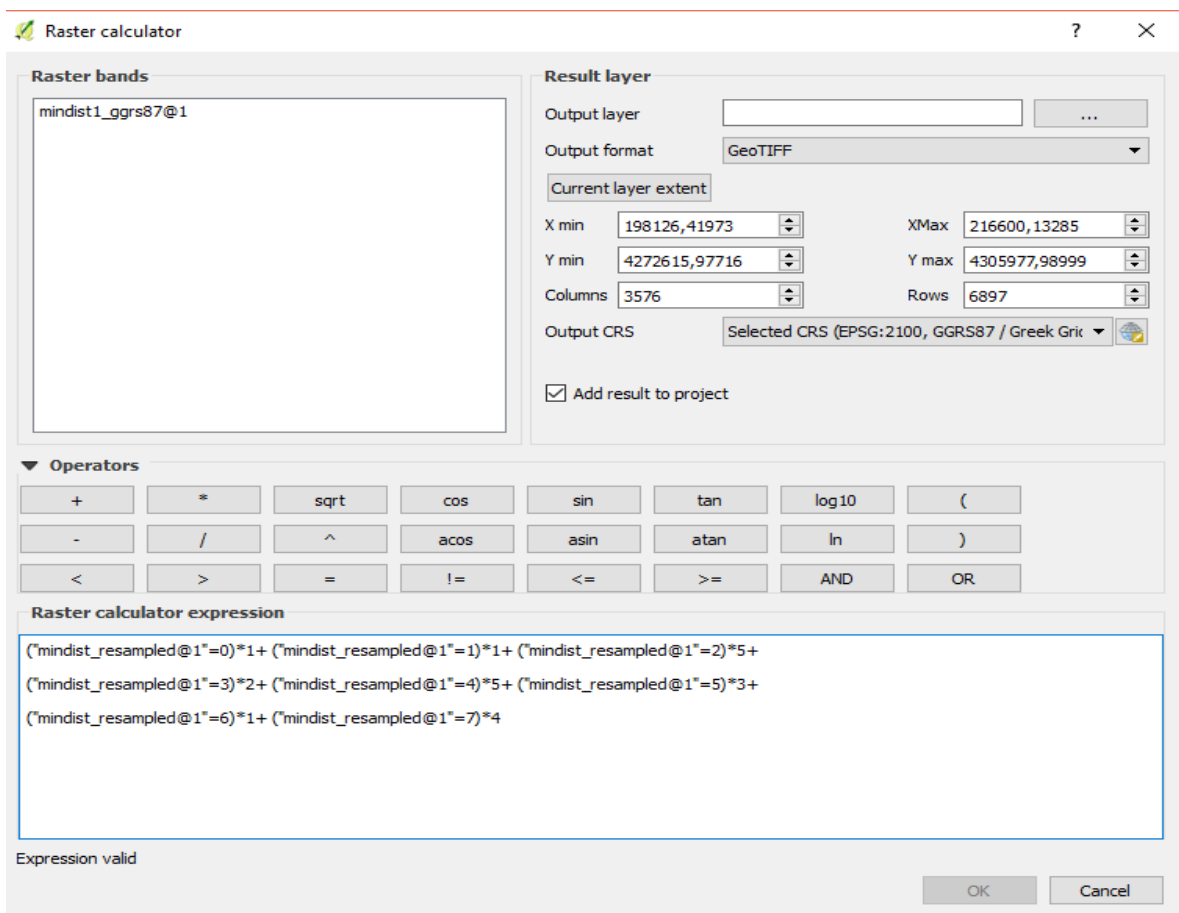 Raster calculator
?
Raster bands
mindist1_ggrs87@1
Result layer
Output layer
...
Output format
GeoTIFF
Current layer extent
X min
198126,41973
XMax
216600,13285
Y min
4272615,97716
Y max
4305977,98999
Columns
3576
Rows
6897
Output CRS
Selected CRS (EPSG:2100, GGRS87 / Greek Gric
Add result to project
Operators
+ * sqrt cos sin tan log10 (
- / ^ acos asin atan ln )
< > = != <= >= AND OR
Raster calculator expression
("mindist_resampled@1"=0)*1+ ("mindist_resampled@1"=1)*1+ ("mindist_resampled@1"=2)*5+
("mindist_resampled@1"=3)*2+ ("mindist_resampled@1"=4)*5+ ("mindist_resampled@1"=5)*3+
("mindist_resampled@1"=6)*1+ ("mindist_resampled@1"=7)*4
Expression valid
OK
Cancel